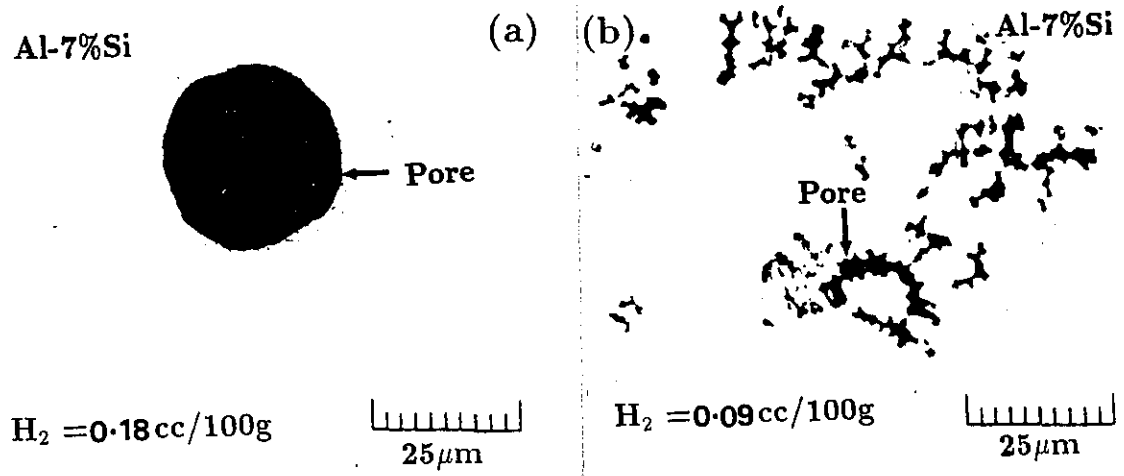 (a)
Al-7%Si
Pore
H₂ = 0·18 cc/100g
25μm
(b)
Al-7%Si
Pore
H₂ = 0·09 cc/100g
25μm